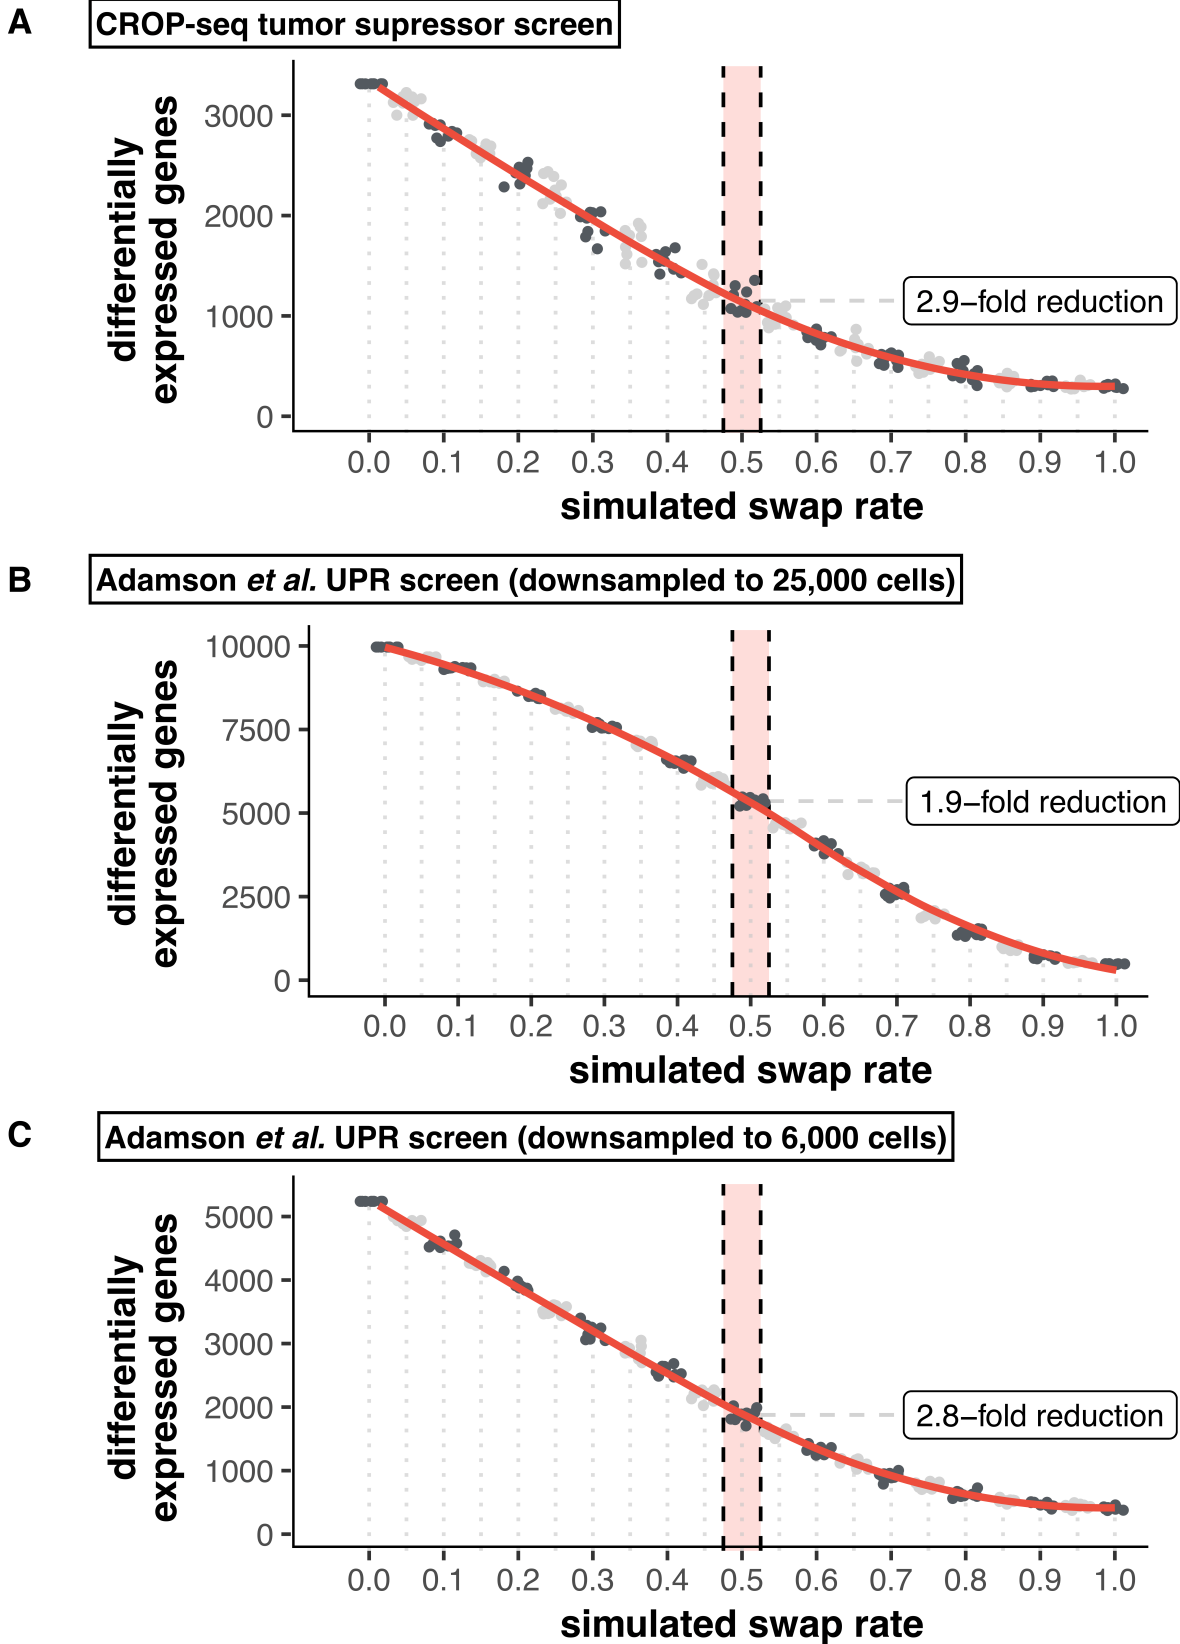 A
CROP-seq tumor supressor screen
differentially
expressed genes
3000
2000
1000
0
2.9–fold reduction
0.0 0.1 0.2 0.3 0.4 0.5 0.6 0.7 0.8 0.9 1.0
simulated swap rate
B
Adamson et al. UPR screen (downsampled to 25,000 cells)
differentially
expressed genes
10000
7500
5000
2500
0
1.9–fold reduction
0.0 0.1 0.2 0.3 0.4 0.5 0.6 0.7 0.8 0.9 1.0
simulated swap rate
C
Adamson et al. UPR screen (downsampled to 6,000 cells)
differentially
expressed genes
5000
4000
3000
2000
1000
0
2.8–fold reduction
0.0 0.1 0.2 0.3 0.4 0.5 0.6 0.7 0.8 0.9 1.0
simulated swap rate